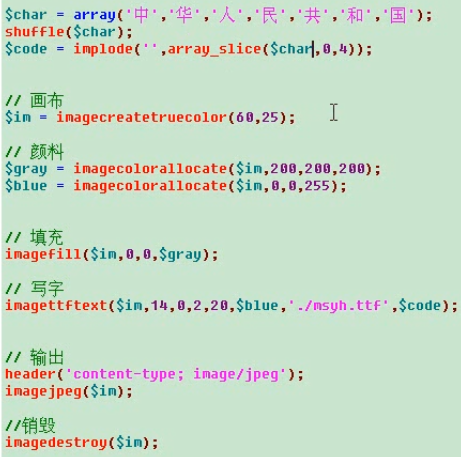 $char = array('中','华','人','民','共','和','国');
shuffle($char);
$code = implode('',array_slice($char,0,4));
// 画布
$im = imagecreatetruecolor(60,25);
// 颜料
$gray = imagecolorallocate($im,200,200,200);
$blue = imagecolorallocate($im,0,0,255);
// 填充
imagefill($im,0,0,$gray);
// 写字
imagettftext($im,14,0,2,20,$blue,'./msyh.ttf',$code);
// 输出
header('content-type; image/jpeg');
imagejpeg($im);
//销毁
imagedestroy($im);